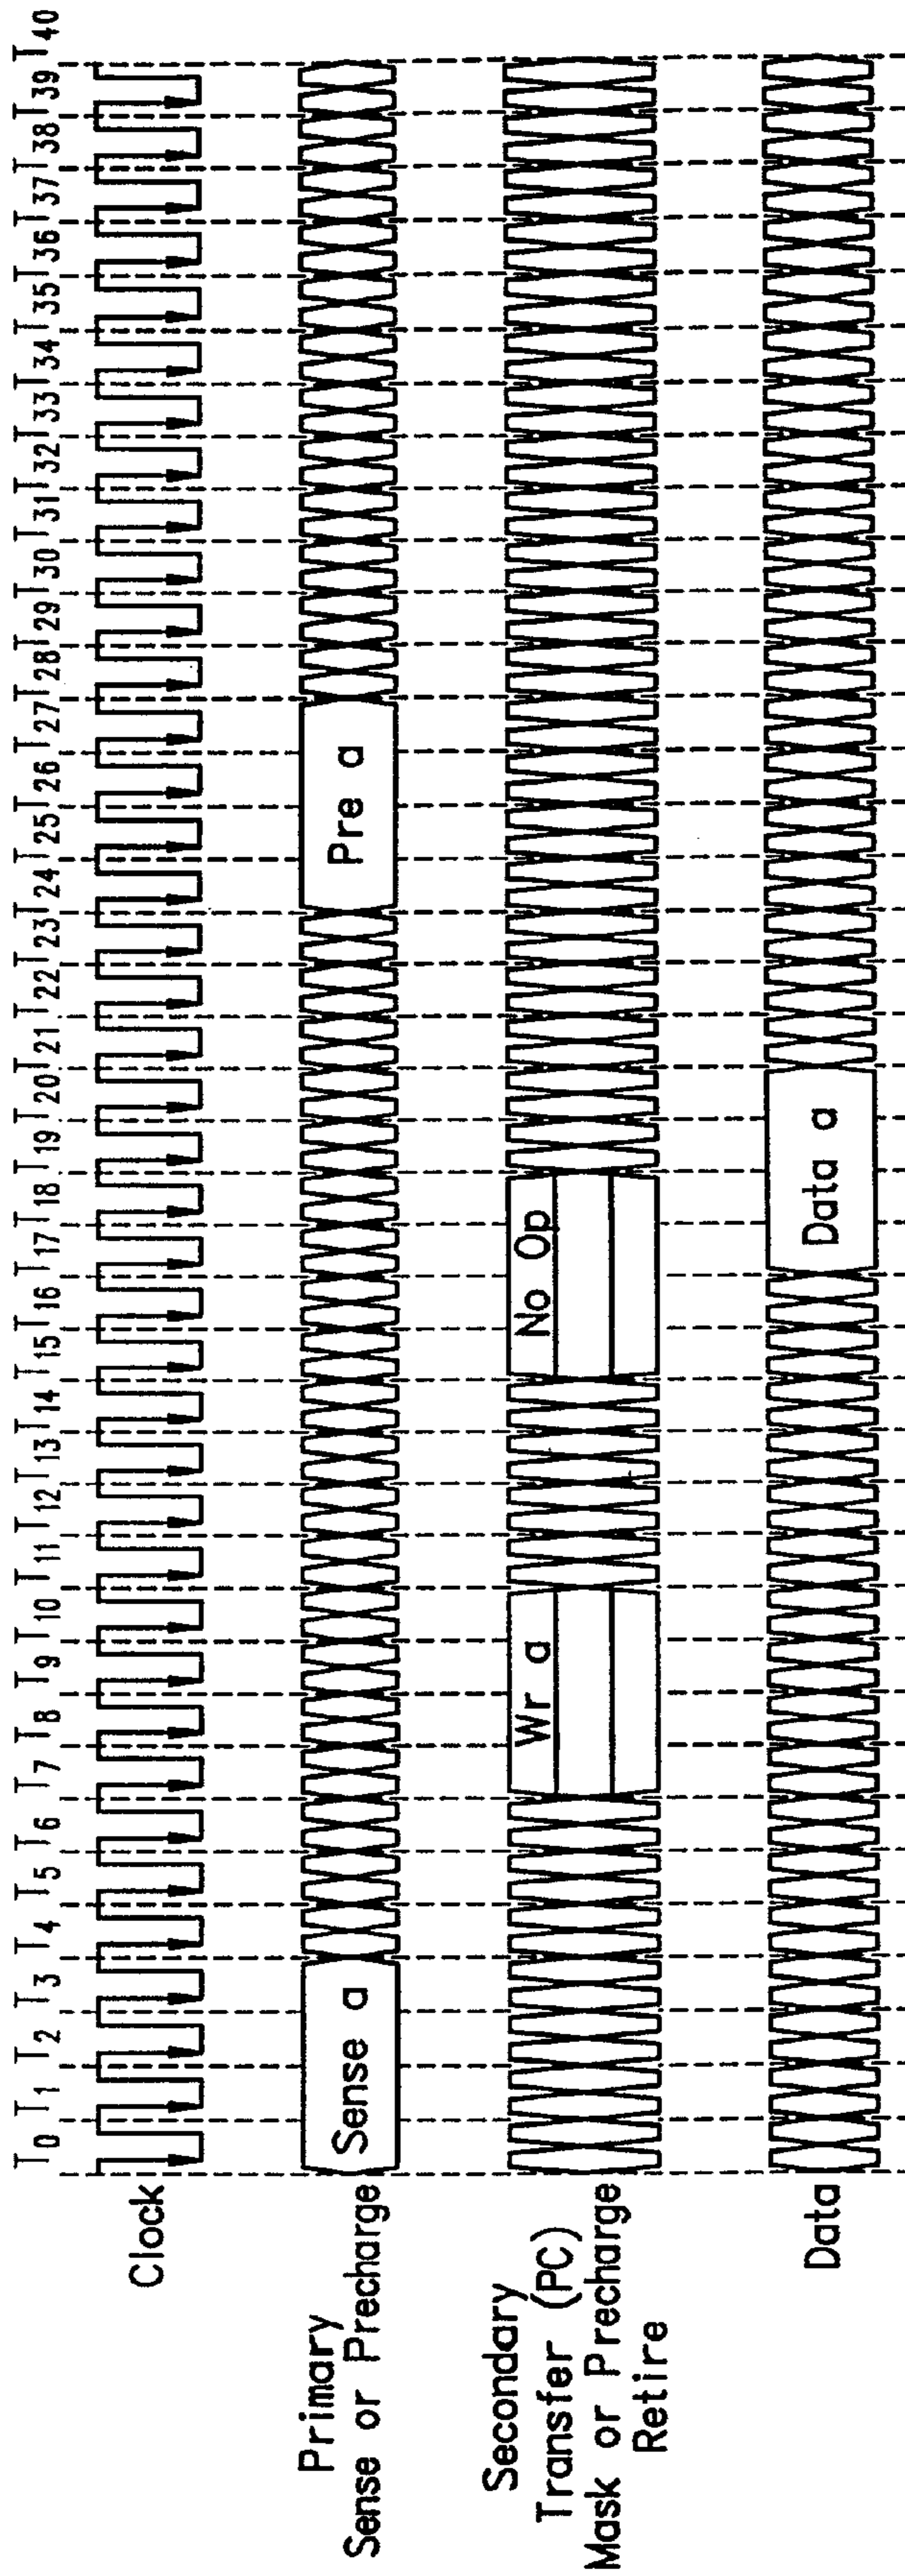 T0 T1 T2 T3 T4 T5 T6 T7 T8 T9 T10 T11 T12 T13 T14 T15 T16 T17 T18 T19 T20 T21 T22 T23 T24 T25 T26 T27 T28 T29 T30 T31 T32 T33 T34 T35 T36 T37 T38 T39 T40
Clock
Primary
Sense or Precharge
Sense a
Pre a
Secondary
Transfer (PC)
Mask or Precharge
Retire
Wr a
No Op
Data
Data a